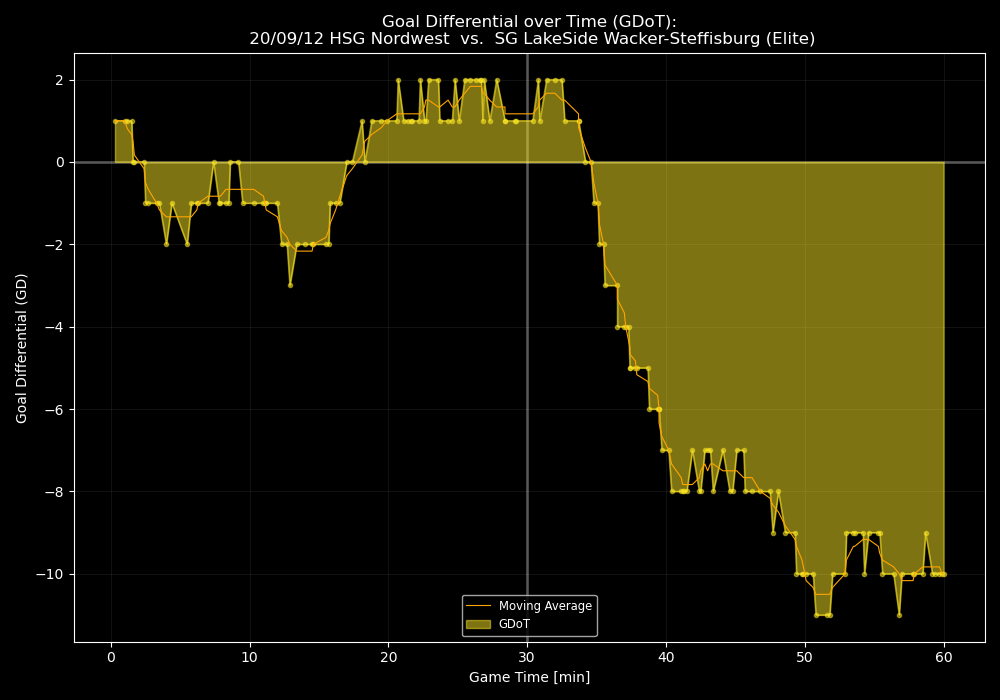 Goal Differential over Time (GDoT):
20/09/12 HSG Nordwest  vs.  SG LakeSide Wacker-Steffisburg (Elite)
2
0
−2
−4
−6
−8
−10
Goal Differential (GD)
Moving Average
GDoT
0 10 20 30 40 50 60
Game Time [min]